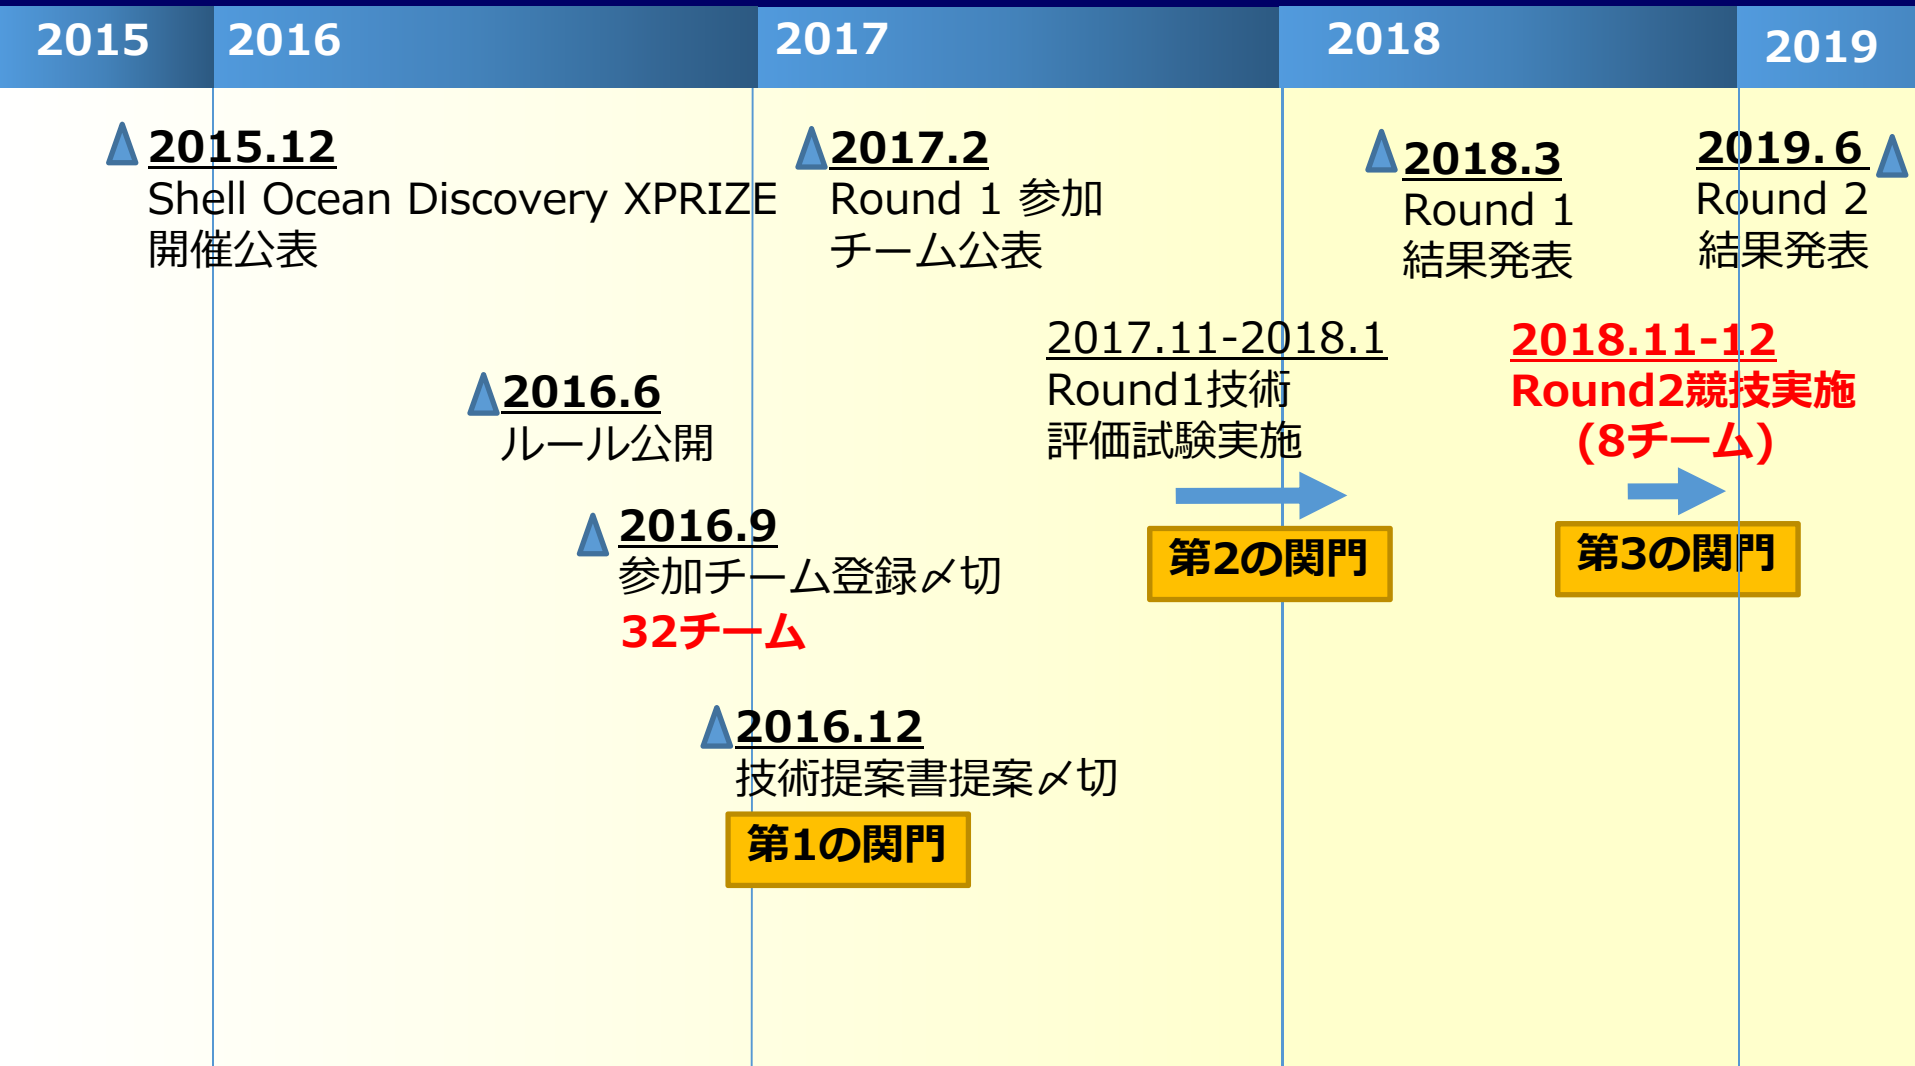 2015
2016
2017
2018
2019
2015.12
Shell Ocean Discovery XPRIZE
開催公表
2016.6
ルール公開
2016.9
参加チーム登録〆切
32チーム
2016.12
技術提案書提案〆切
第1の関門
2017.2
Round 1 参加
チーム公表
2017.11-2018.1
Round1技術
評価試験実施
第2の関門
2018.3
Round 1
結果発表
2018.11-12
Round2競技実施
(8チーム)
第3の関門
2019.6
Round 2
結果発表